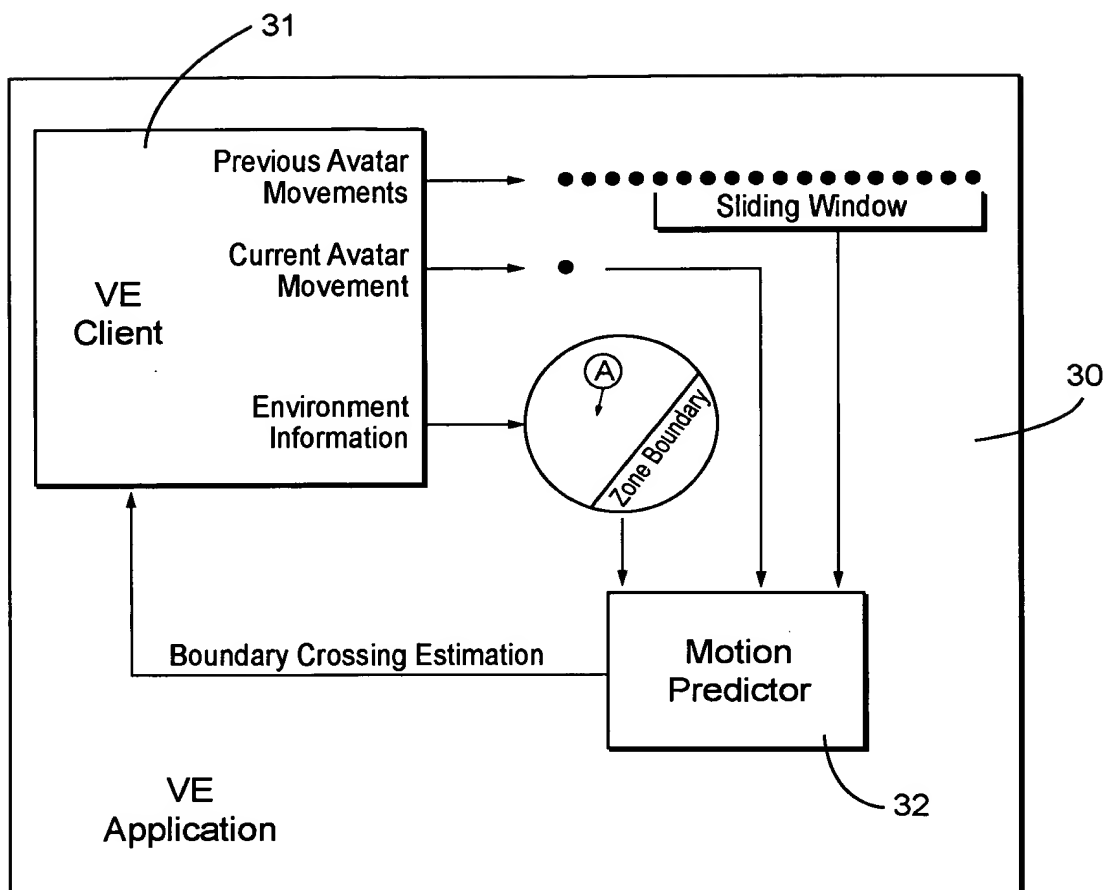 31
Previous Avatar
Movements
Sliding Window
Current Avatar
Movement
VE
Client
A
30
Environment
Information
Zone Boundary
Boundary Crossing Estimation
Motion
Predictor
32
VE
Application